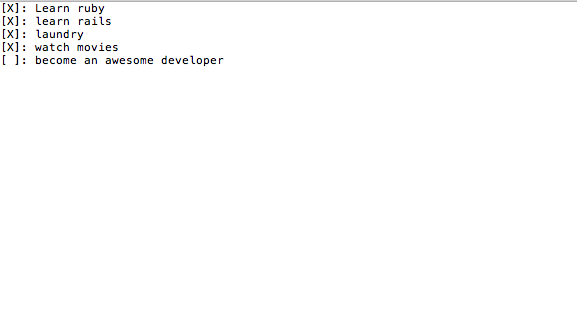 [X]: Learn ruby
[X]: learn rails
[X]: laundry
[X]: watch movies
[ ]: become an awesome developer